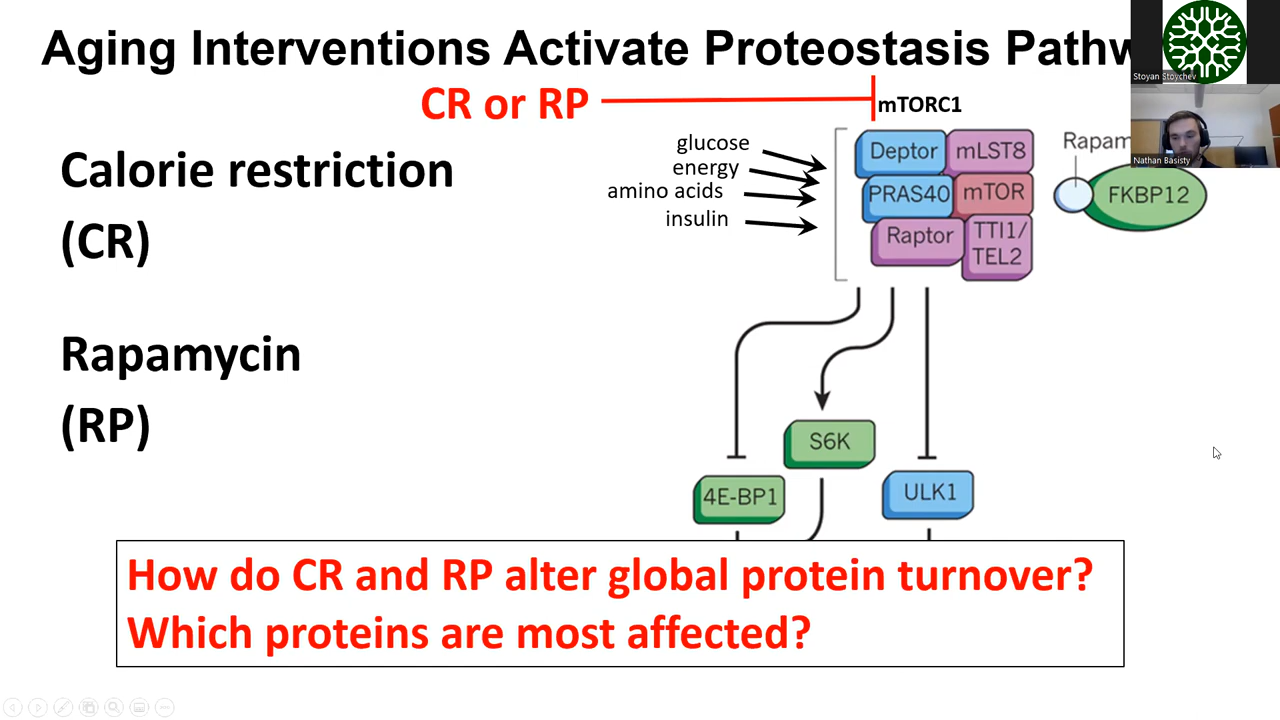 Aging Interventions Activate Proteostasis Pathw
Stoyan Stoychev
Nathan Basisty
CR or RP
mTORC1
Calorie restriction
(CR)
Rapamycin
(RP)
glucose
energy
amino acids
insulin
Deptor
mLST8
PRAS40
mTOR
Raptor
TTI1/
TEL2
Rapam
FKBP12
S6K
4E-BP1
ULK1
How do CR and RP alter global protein turnover?
Which proteins are most affected?